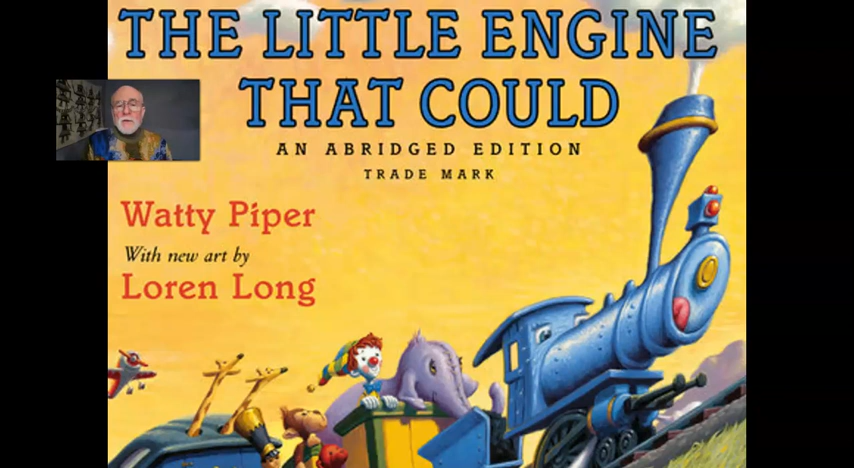 THE LITTLE ENGINE
THAT COULD
AN ABRIDGED EDITION
TRADE MARK
Watty Piper
With new art by
Loren Long